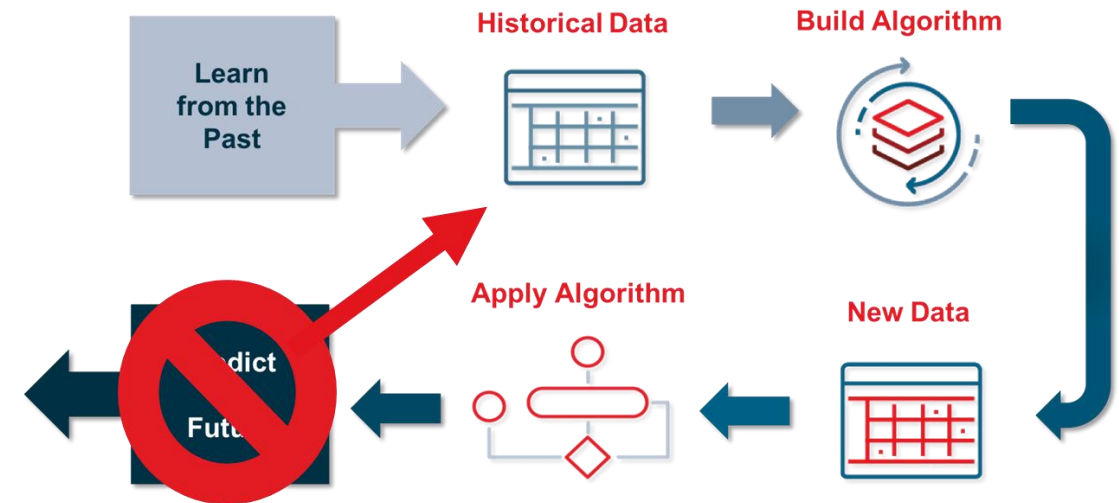 Learn
from the
Past
Historical Data
Build Algorithm
New Data
Apply Algorithm